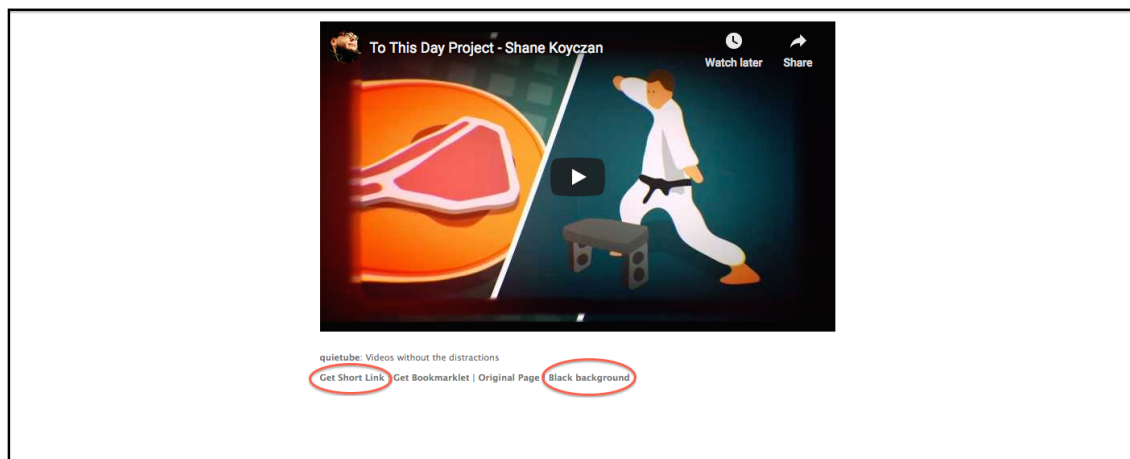 To This Day Project - Shane Koyczan
Watch later
Share
quietube: Videos without the distractions
Get Short Link | Get Bookmarklet | Original Page | Black background